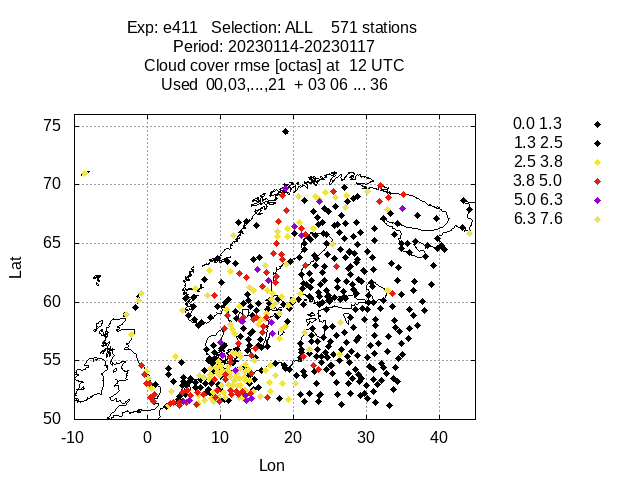 Exp: e411 Selection: ALL 571 stations
Period: 20230114-20230117
Cloud cover rmse [octas] at 12 UTC
Used 00,03,...,21 + 03 06 ... 36
0.0 1.3
1.3 2.5
2.5 3.8
3.8 5.0
5.0 6.3
6.3 7.6
75
70
65
60
55
50
Lat
-10 0 10 20 30 40
Lon